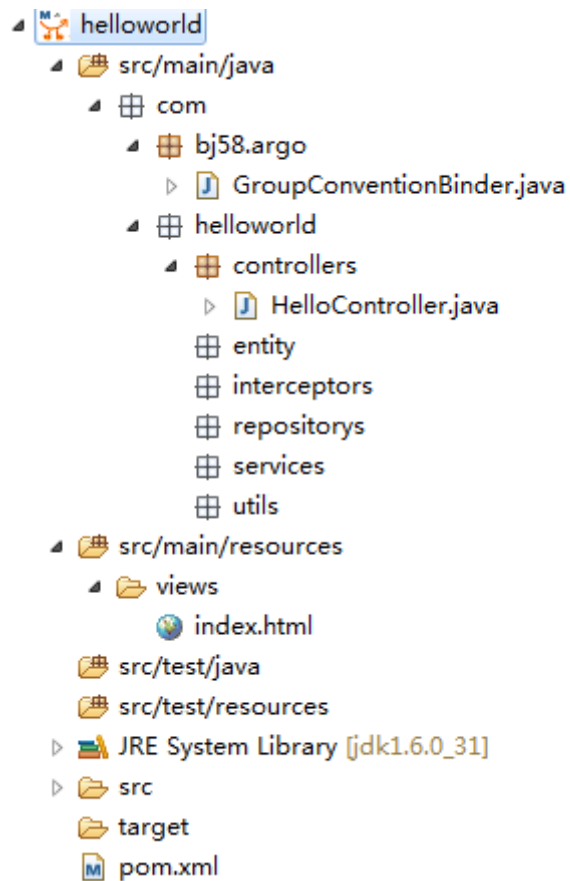 helloworld
src/main/java
com
bj58.argo
GroupConventionBinder.java
helloworld
controllers
HelloController.java
entity
interceptors
repositorys
services
utils
src/main/resources
views
index.html
src/test/java
src/test/resources
JRE System Library [jdk1.6.0_31]
src
target
pom.xml